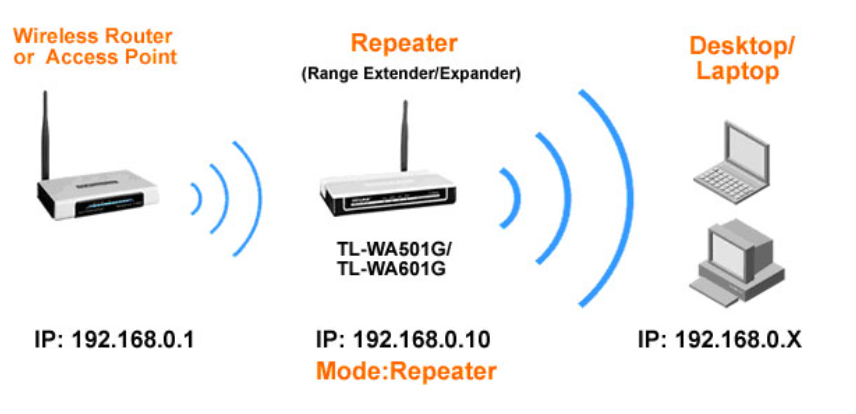 Wireless Router
or Access Point
Repeater
(Range Extender/Expander)
Desktop/
Laptop
TL-WA501G/
TL-WA601G
IP: 192.168.0.1
IP: 192.168.0.10
IP: 192.168.0.X
Mode:Repeater